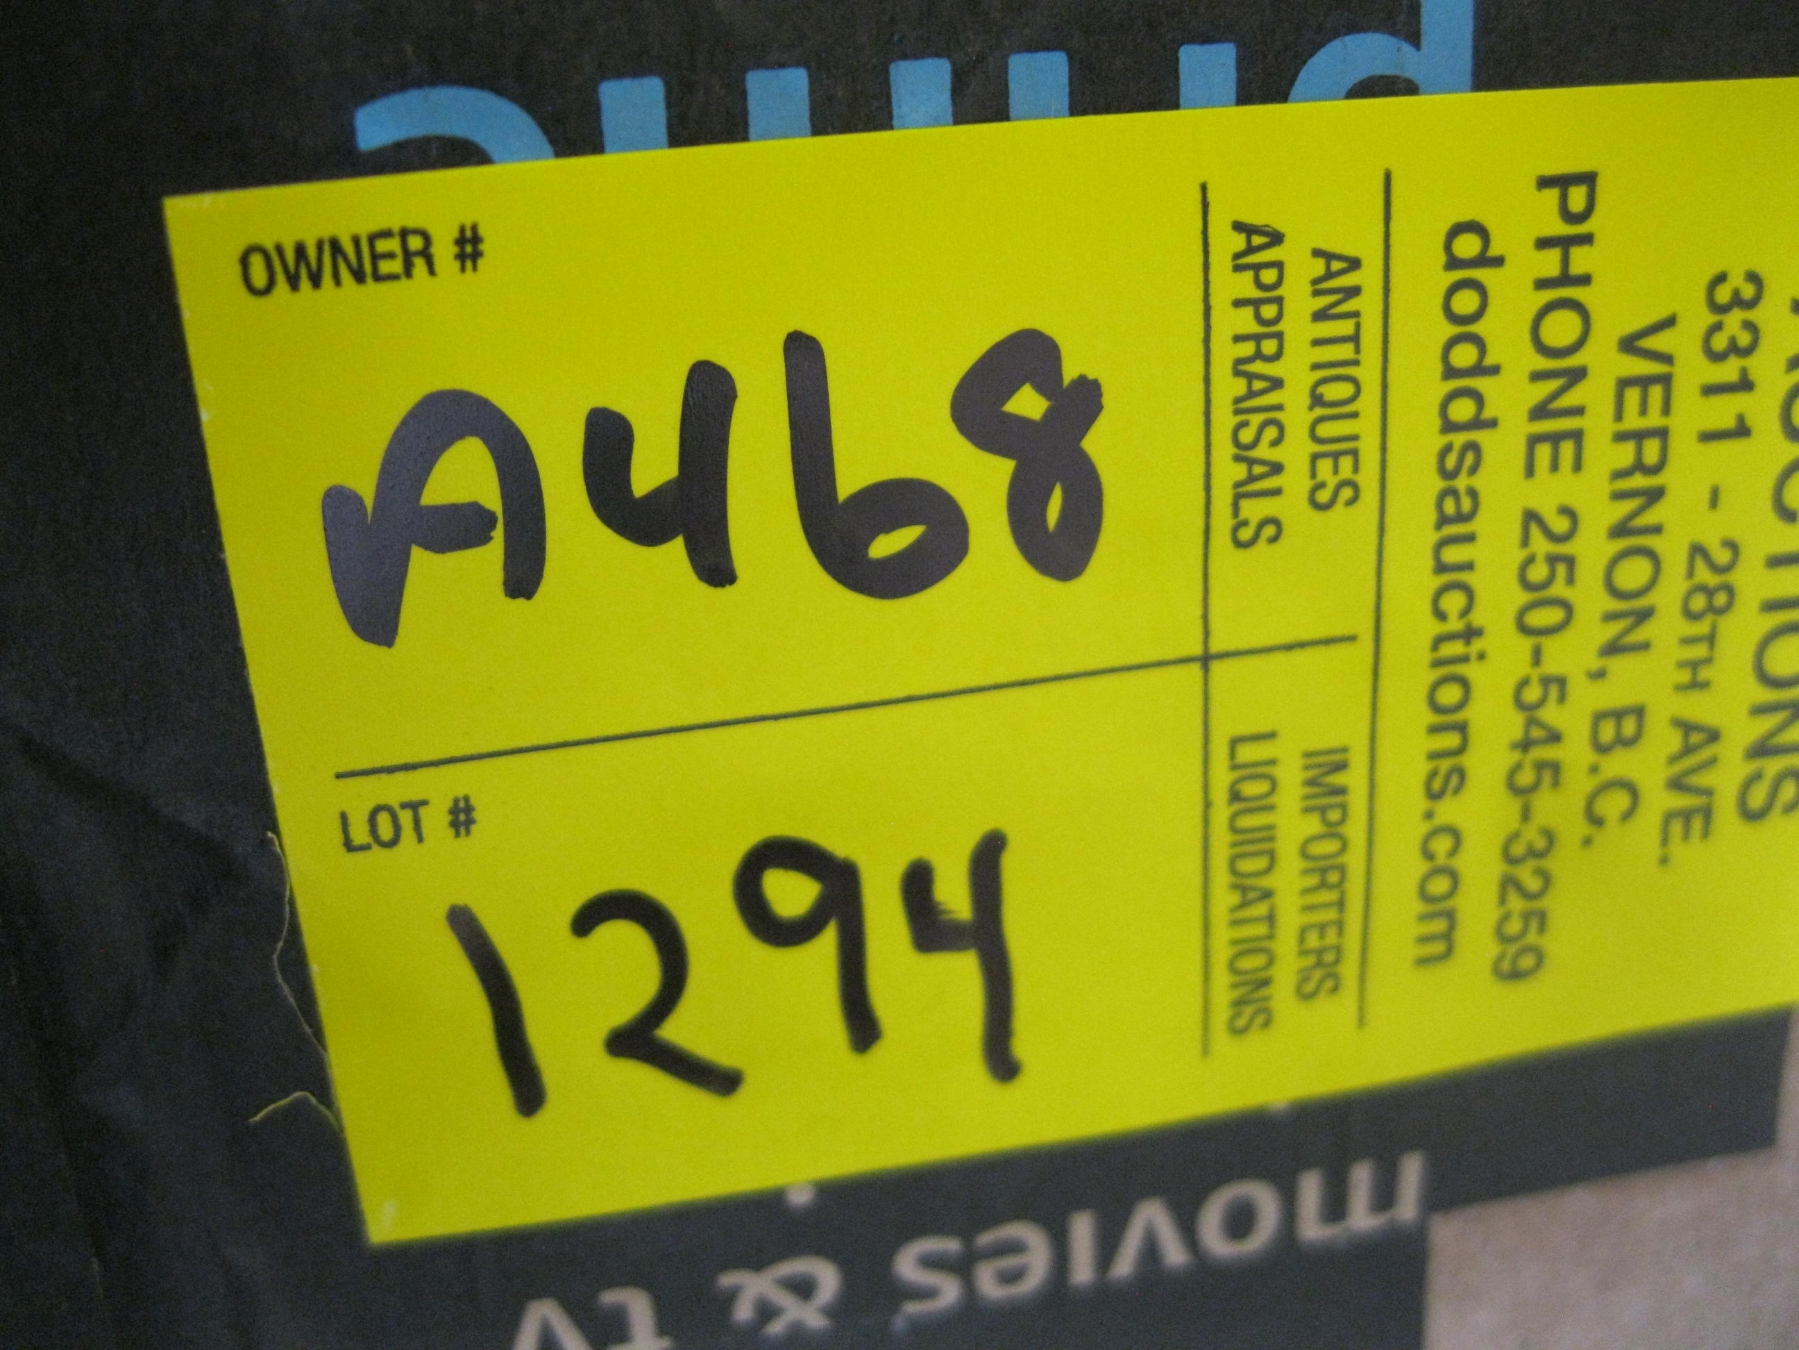 prime
OWNER #
A468
LOT #
1294
ANTIQUES
APPRAISALS
IMPORTERS
LIQUIDATIONS
AUCTIONS
3311 - 28TH AVE.
VERNON, B.C.
PHONE 250-545-3259
doddsauctions.com
movies & tv